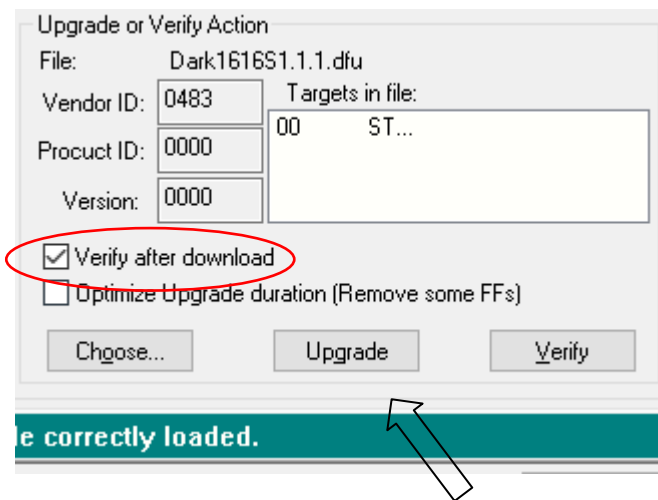 Upgrade or Verify Action
File: Dark1616S1.1.1.dfu
Vendor ID: 0483
Targets in file:
00 ST...
Procuct ID: 0000
Version: 0000
Verify after download
Optimize Upgrade duration (Remove some FFs)
Choose... Upgrade Verify
le correctly loaded.